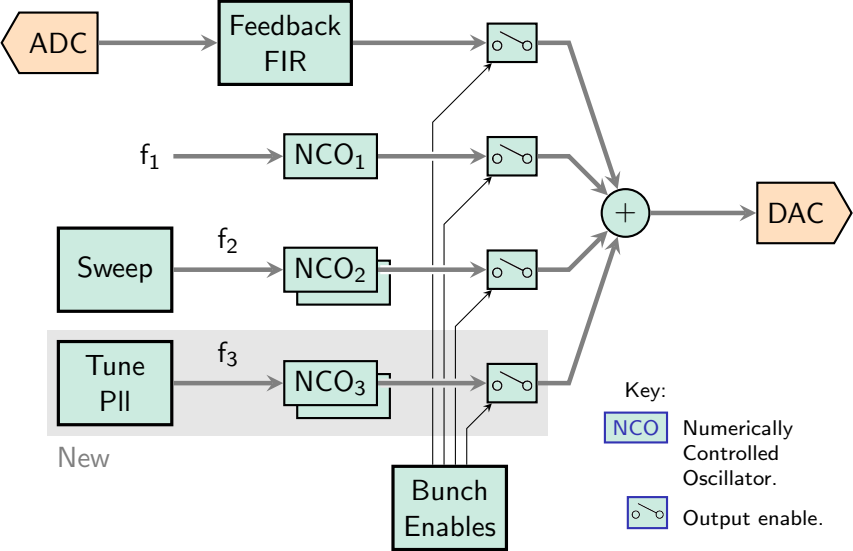 ADC
Feedback
FIR
f₁
NCO₁
+
DAC
Sweep
f₂
NCO₂
Tune
Pll
f₃
NCO₃
New
Bunch
Enables
Key:
NCO
Numerically
Controlled
Oscillator.
Output enable.